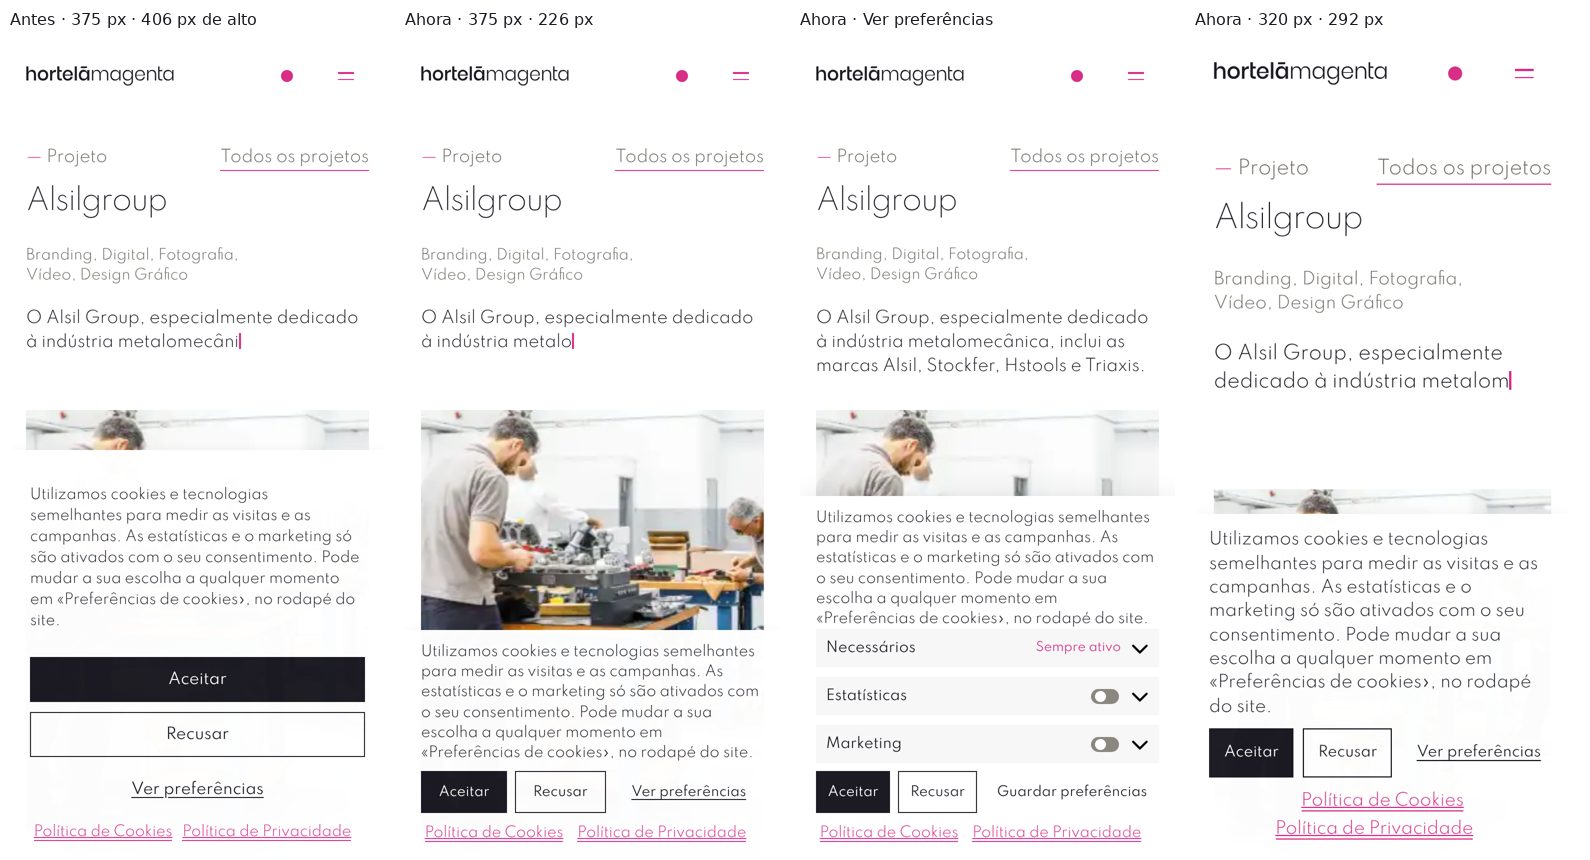 Antes · 375 px · 406 px de alto
hortelãmagenta
— Projeto
Todos os projetos
Alsilgroup
Branding, Digital, Fotografia,
Vídeo, Design Gráfico
O Alsil Group, especialmente dedicado
à indústria metalomecâni
Utilizamos cookies e tecnologias
semelhantes para medir as visitas e as
campanhas. As estatísticas e o marketing só
são ativados com o seu consentimento. Pode
mudar a sua escolha a qualquer momento
em «Preferências de cookies», no rodapé do
site.
Aceitar
Recusar
Ver preferências
Política de Cookies
Política de Privacidade
Ahora · 375 px · 226 px
hortelãmagenta
— Projeto
Todos os projetos
Alsilgroup
Branding, Digital, Fotografia,
Vídeo, Design Gráfico
O Alsil Group, especialmente dedicado
à indústria metalo
Utilizamos cookies e tecnologias semelhantes
para medir as visitas e as campanhas. As
estatísticas e o marketing só são ativados com
o seu consentimento. Pode mudar a sua
escolha a qualquer momento em
«Preferências de cookies», no rodapé do site.
Aceitar
Recusar
Ver preferências
Política de Cookies
Política de Privacidade
Ahora · Ver preferências
hortelãmagenta
— Projeto
Todos os projetos
Alsilgroup
Branding, Digital, Fotografia,
Vídeo, Design Gráfico
O Alsil Group, especialmente dedicado
à indústria metalomecânica, inclui as
marcas Alsil, Stockfer, Hstools e Triaxis.
Utilizamos cookies e tecnologias semelhantes
para medir as visitas e as campanhas. As
estatísticas e o marketing só são ativados com
o seu consentimento. Pode mudar a sua
escolha a qualquer momento em
«Preferências de cookies», no rodapé do site.
Necessários
Sempre ativo
Estatísticas
Marketing
Aceitar
Recusar
Guardar preferências
Política de Cookies
Política de Privacidade
Ahora · 320 px · 292 px
hortelãmagenta
— Projeto
Todos os projetos
Alsilgroup
Branding, Digital, Fotografia,
Vídeo, Design Gráfico
O Alsil Group, especialmente
dedicado à indústria metalom
Utilizamos cookies e tecnologias
semelhantes para medir as visitas e as
campanhas. As estatísticas e o
marketing só são ativados com o seu
consentimento. Pode mudar a sua
escolha a qualquer momento em
«Preferências de cookies», no rodapé
do site.
Aceitar
Recusar
Ver preferências
Política de Cookies
Política de Privacidade